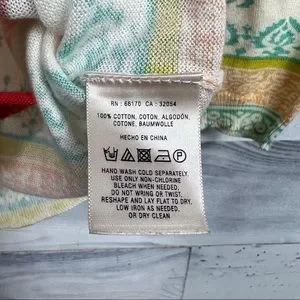 RN : 66170 CA : 32054
100% COTTON, COTON, ALGODÓN,
COTONE, BAUMWOLLE
HECHO EN CHINA
HAND WASH COLD SEPARATELY.
USE ONLY NON-CHLORINE
BLEACH WHEN NEEDED.
DO NOT WRING OR TWIST.
RESHAPE AND LAY FLAT TO DRY.
LOW IRON AS NEEDED.
OR DRY CLEAN